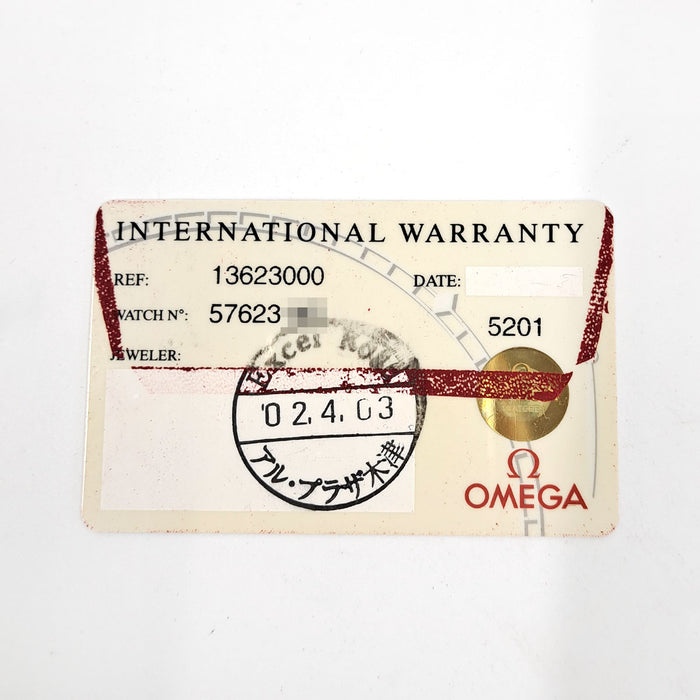 INTERNATIONAL WARRANTY
REF: 13623000 DATE:
WATCH Nº: 57623
5201
JEWELER:
Excel
'02.4.03
アル・プラザ木津
Ω
OMEGA